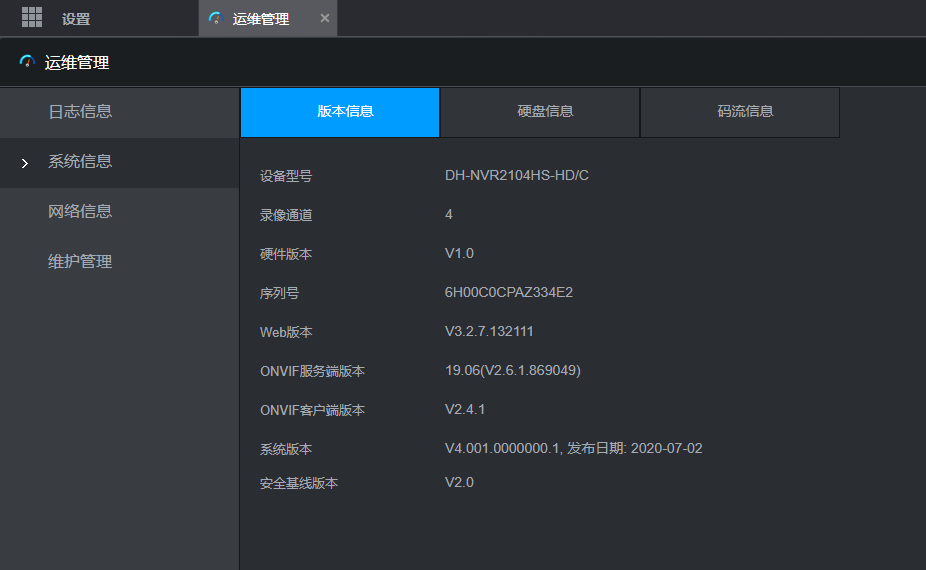 设置
运维管理
运维管理
日志信息
系统信息
网络信息
维护管理
版本信息 硬盘信息 码流信息
设备型号 DH-NVR2104HS-HD/C
录像通道 4
硬件版本 V1.0
序列号 6H00C0CPAZ334E2
Web版本 V3.2.7.132111
ONVIF服务端版本 19.06(V2.6.1.869049)
ONVIF客户端版本 V2.4.1
系统版本 V4.001.0000000.1, 发布日期: 2020-07-02
安全基线版本 V2.0